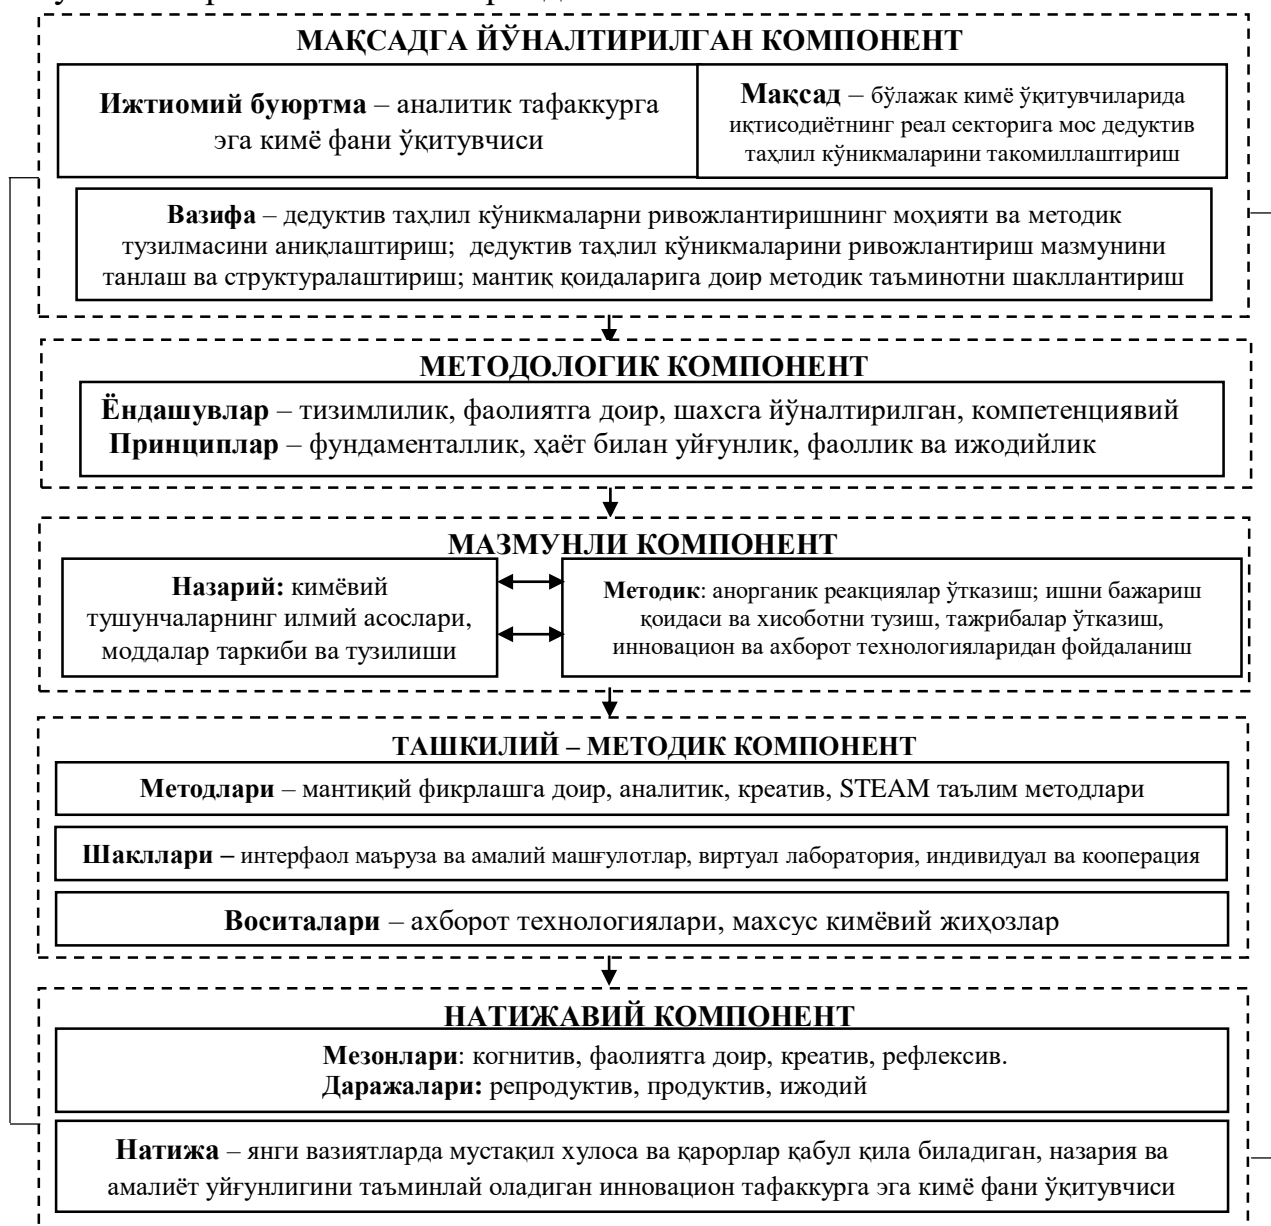 МАҚСАДГА ЙЎНАЛТИРИЛГАН КОМПОНЕНТ
Ижтиомий буюртма – аналитик тафаккурга
эга кимё фани ўқитувчиси
Мақсад – бўлажак кимё ўқитувчиларида
иқтисодиётнинг реал секторига мос дедуктив
таҳлил кўникмаларини такомиллаштириш
Вазифа – дедуктив таҳлил кўникмаларни ривожлантиришнинг моҳияти ва методик
тузилмасини аниқлаштириш; дедуктив таҳлил кўникмаларини ривожлантириш мазмунини
танлаш ва структуралаштириш; мантиқ қоидаларига доир методик таъминотни шакллантириш
МЕТОДОЛОГИК КОМПОНЕНТ
Ёндашувлар – тизимлилик, фаолиятга доир, шахсга йўналтирилган, компетенциявий
Принциплар – фундаменталлик, ҳаёт билан уйғунлик, фаоллик ва ижодийлик
МАЗМУНЛИ КОМПОНЕНТ
Назарий: кимёвий
тушунчаларнинг илмий асослари,
моддалар таркиби ва тузилиши
Методик: анорганик реакциялар ўтказиш; ишни бажариш
қоидаси ва хисоботни тузиш, тажрибалар ўтказиш,
инновацион ва ахборот технологияларидан фойдаланиш
ТАШКИЛИЙ – МЕТОДИК КОМПОНЕНТ
Методлари – мантиқий фикрлашга доир, аналитик, креатив, STEAM таълим методлари
Шакллари – интерфаол маъруза ва амалий машғулотлар, виртуал лаборатория, индивидуал ва кооперация
Воситалари – ахборот технологиялари, махсус кимёвий жиҳозлар
НАТИЖАВИЙ КОМПОНЕНТ
Мезонлари: когнитив, фаолиятга доир, креатив, рефлексив.
Даражалари: репродуктив, продуктив, ижодий
Натижа – янги вазиятларда мустақил хулоса ва қарорлар қабул қила биладиган, назария ва
амалиёт уйғунлигини таъминлай оладиган инновацион тафаккурга эга кимё фани ўқитувчиси